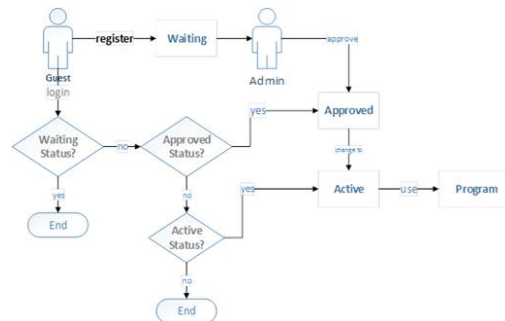 register
Waiting
approve
Guest
Admin
login
yes
Approved
Waiting
Status?
no
Approved
Status?
change to
yes
no
yes
Active
use
Program
End
Active
Status?
no
End